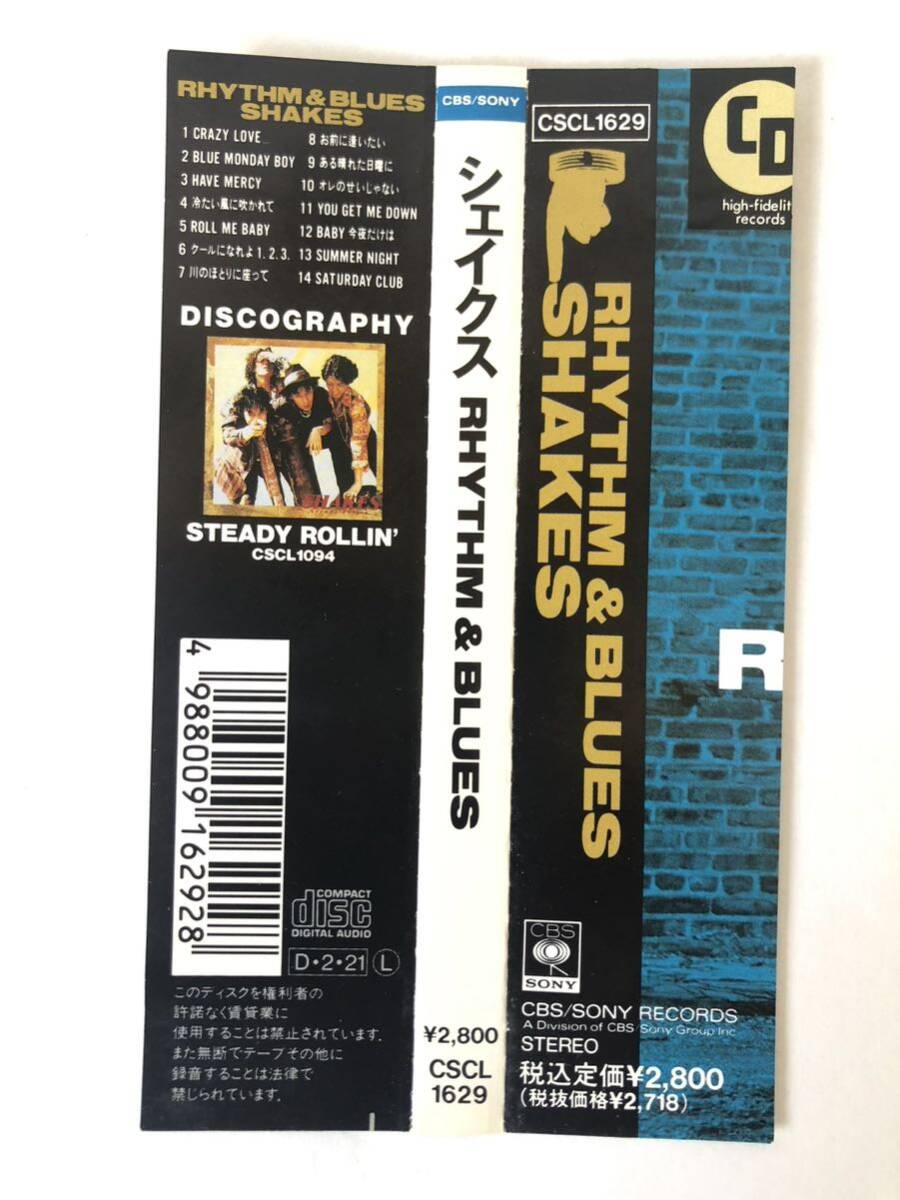 RHYTHM & BLUES
SHAKES
1 CRAZY LOVE
2 BLUE MONDAY BOY
3 HAVE MERCY
4 冷たい風に吹かれて
5 ROLL ME BABY
6 クールになれよ 1. 2. 3.
7 川のほとりに座って
8 お前に逢いたい
9 ある晴れた日曜に
10 オレのせいじゃない
11 YOU GET ME DOWN
12 BABY 今夜だけは
13 SUMMER NIGHT
14 SATURDAY CLUB
DISCOGRAPHY
SHAKES
STEADY ROLLIN'
CSCL1094
4 988009 162928
COMPACT
disc
DIGITAL AUDIO
D・2・21 L
このディスクを権利者の
許諾なく賃貸業に
使用することは禁止されています.
また無断でテープその他に
録音することは法律で
禁じられています.
CBS/SONY
シェイクス RHYTHM & BLUES
¥2,800
CSCL
1629
CSCL1629
RHYTHM & BLUES
SHAKES
CD
high-fidelit
records
R
CBS
SONY
CBS/SONY RECORDS
A Division of CBS/Sony Group Inc.
STEREO
税込定価¥2,800
(税抜価格¥2,718)